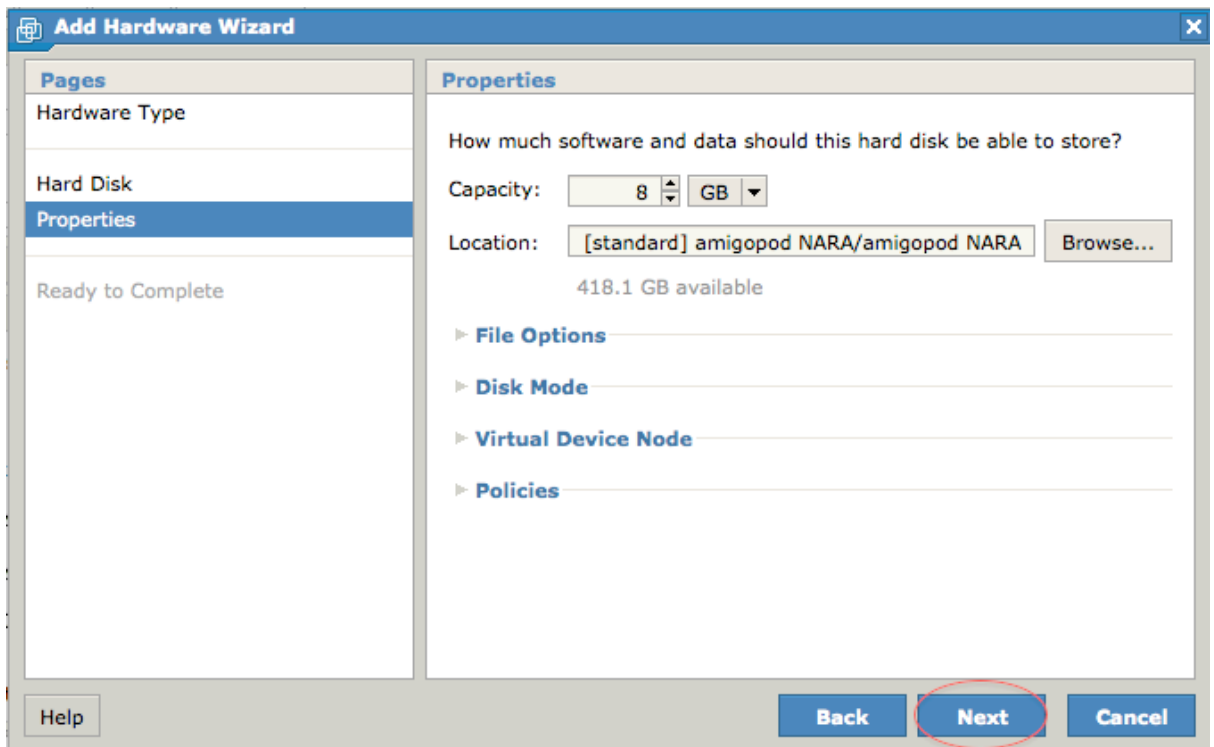 Add Hardware Wizard
Pages
Hardware Type
Hard Disk
Properties
Ready to Complete
Properties
How much software and data should this hard disk be able to store?
Capacity: 8 GB
Location: [standard] amigopod NARA/amigopod NARA Browse...
418.1 GB available
File Options
Disk Mode
Virtual Device Node
Policies
Help Back Next Cancel